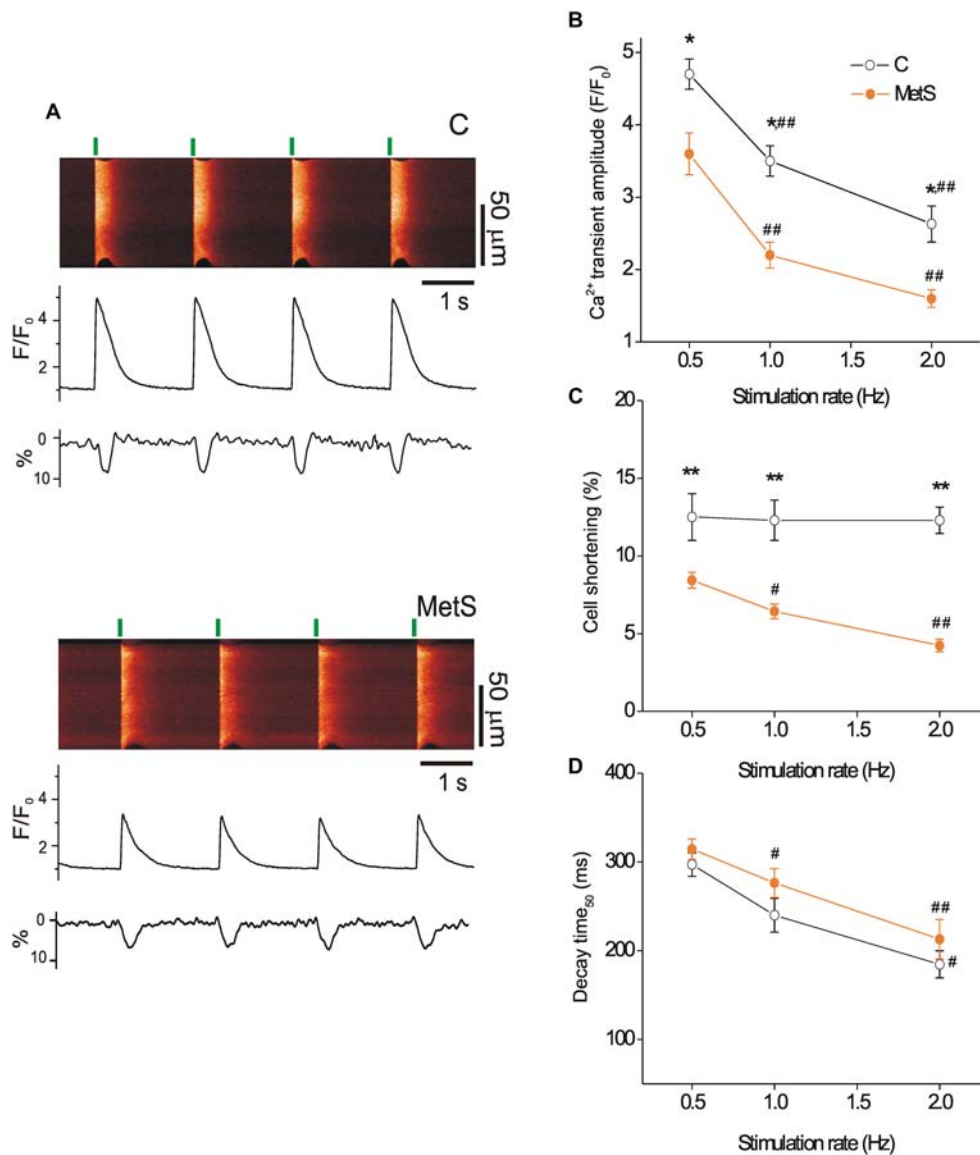 A
C
50 µm
1 s
F/F0
4
2
%
0
10
MetS
50 µm
1 s
F/F0
4
2
%
0
10
B
Ca2+ transient amplitude (F/F0)
5
4
3
2
1
*
*,##
*,##
##
##
C
MetS
0.5 1.0 1.5 2.0
Stimulation rate (Hz)
C
Cell shortening (%)
20
15
10
5
0
**
**
**
#
##
0.5 1.0 1.5 2.0
Stimulation rate (Hz)
D
Decay time50 (ms)
400
300
200
100
#
##
#
0.5 1.0 1.5 2.0
Stimulation rate (Hz)